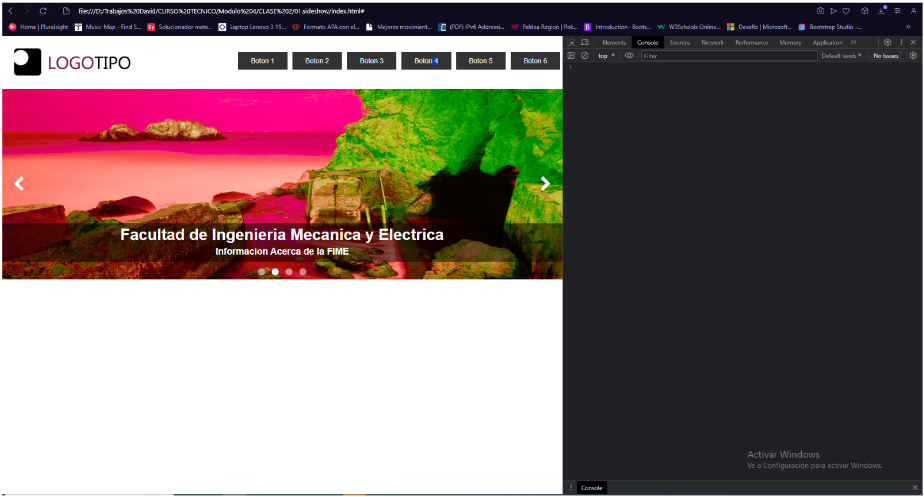 file:///D:/Trabajos%20David/CURSO%20TECNICO/Modulo%204/CLASE%202/01.sideshow/index.html#
Home | Pluralsight Music-Map - Find S... Solucionador mate... Laptop Lenovo 3 15... Formato APA con el... Mejores moviment... (PDF) IPv6 Addressi... Paldea Region | Pok... Introduction · Boots... W3Schools Online... Desafío | Microsoft... Bootstrap Studio -...
LOGOTIPO
Boton 1 Boton 2 Boton 3 Boton 4 Boton 5 Boton 6
Facultad de Ingenieria Mecanica y Electrica
Informacion Acerca de la FIME
Elements Console Sources Network Performance Memory Application
top Filter Default levels No Issues
Activar Windows
Ve a Configuración para activar Windows.
Console